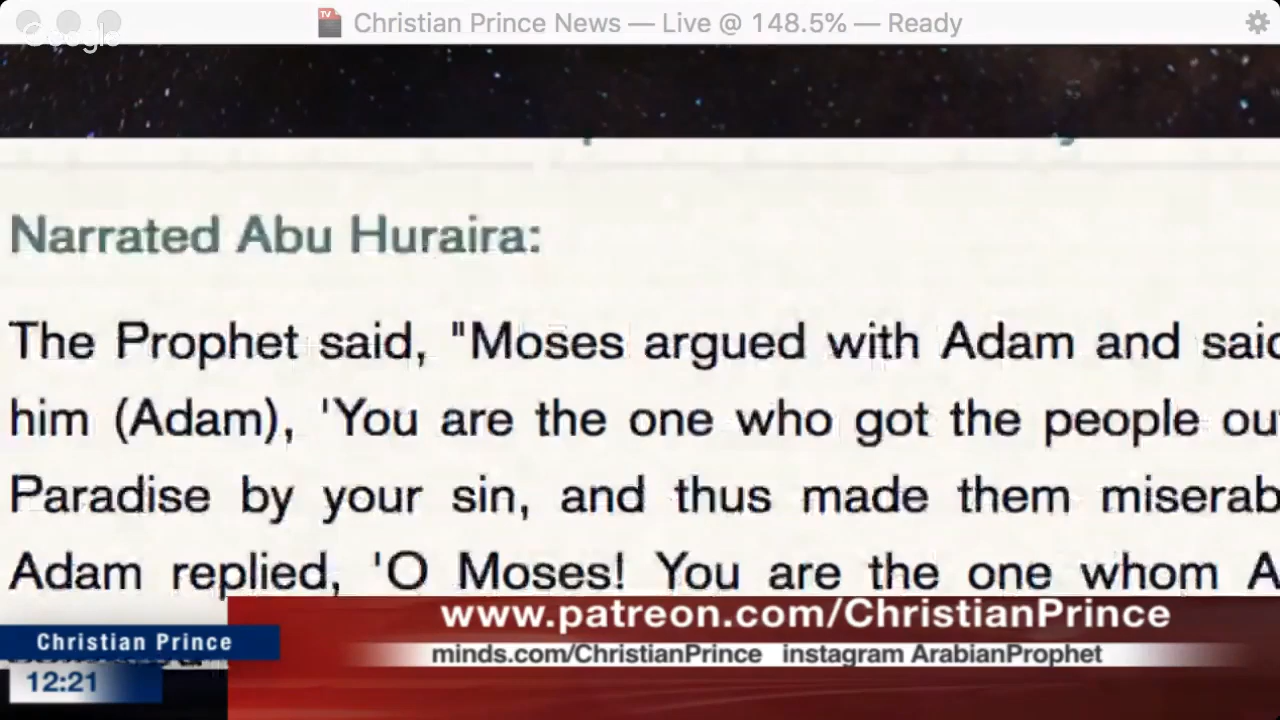 Christian Prince News — Live @ 148.5% — Ready
Google
Narrated Abu Huraira:
The Prophet said, "Moses argued with Adam and said
him (Adam), 'You are the one who got the people ou
Paradise by your sin, and thus made them miserab
Adam replied, 'O Moses! You are the one whom A
www.patreon.com/ChristianPrince
Christian Prince
minds.com/ChristianPrince instagram ArabianProphet
12:21